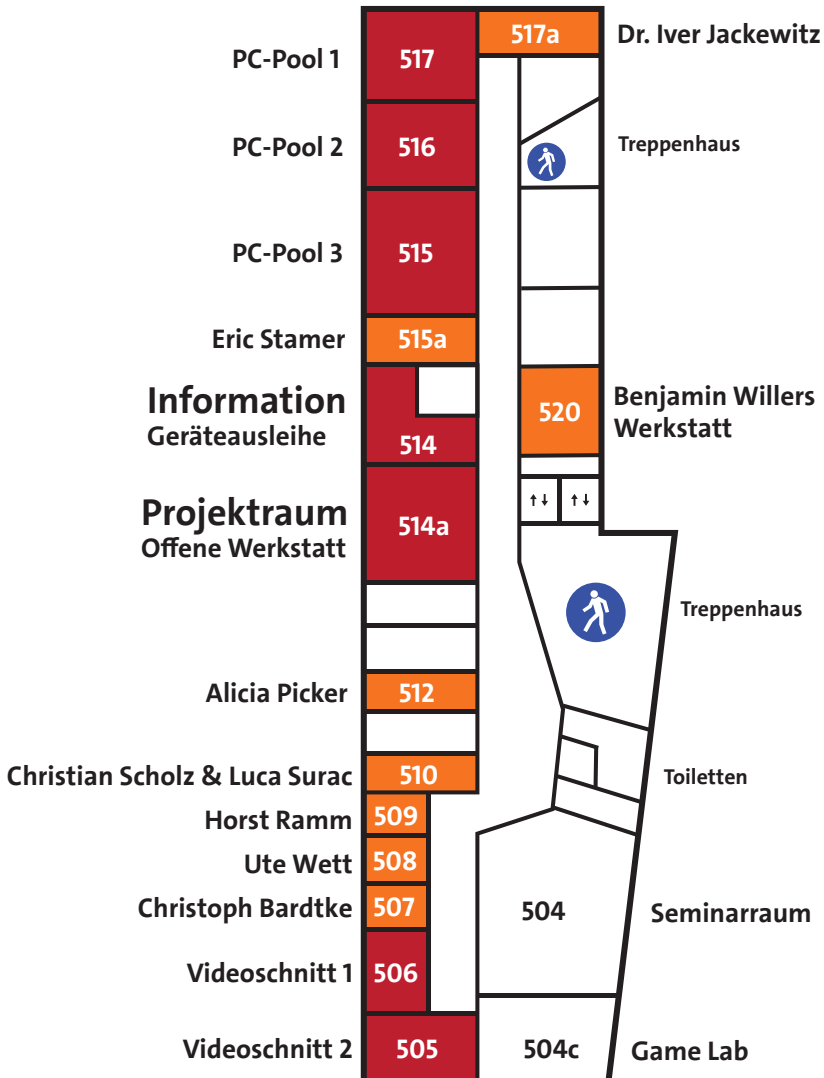 PC-Pool 1
517
517a
Dr. Iver Jackewitz
PC-Pool 2
516
Treppenhaus
PC-Pool 3
515
Eric Stamer
515a
Information
Geräteausleihe
514
520
Benjamin Willers
Werkstatt
Projektraum
Offene Werkstatt
514a
↑↓ ↑↓
Treppenhaus
Alicia Picker
512
Christian Scholz & Luca Surac
510
Toiletten
Horst Ramm
509
Ute Wett
508
Christoph Bardtke
507
504
Seminarraum
Videoschnitt 1
506
Videoschnitt 2
505
504c
Game Lab